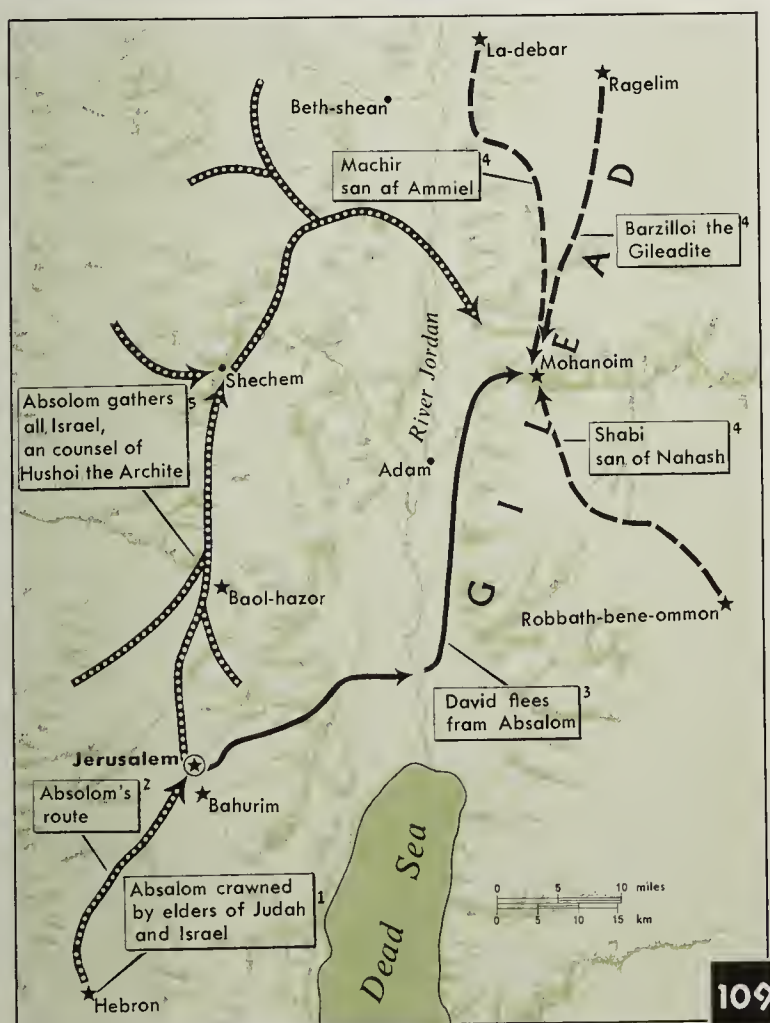 La-debar
Ragelim
Beth-shean
Machir
san af Ammiel
4
Barzilloi the
Gileadite
4
GILEAD
Mohanoim
Shechem
River Jordan
Absolom gathers
all Israel,
an counsel of
Hushoi the Archite
5
Shabi
san of Nahash
4
Adam
Baol-hazor
Robbath-bene-ommon
David flees
fram Absalom
3
Jerusalem
Absolom's
route
2
Bahurim
Absalom crawned
by elders of Judah
and Israel
1
Dead Sea
0 5 10 miles
0 5 10 15 km
Hebron
109